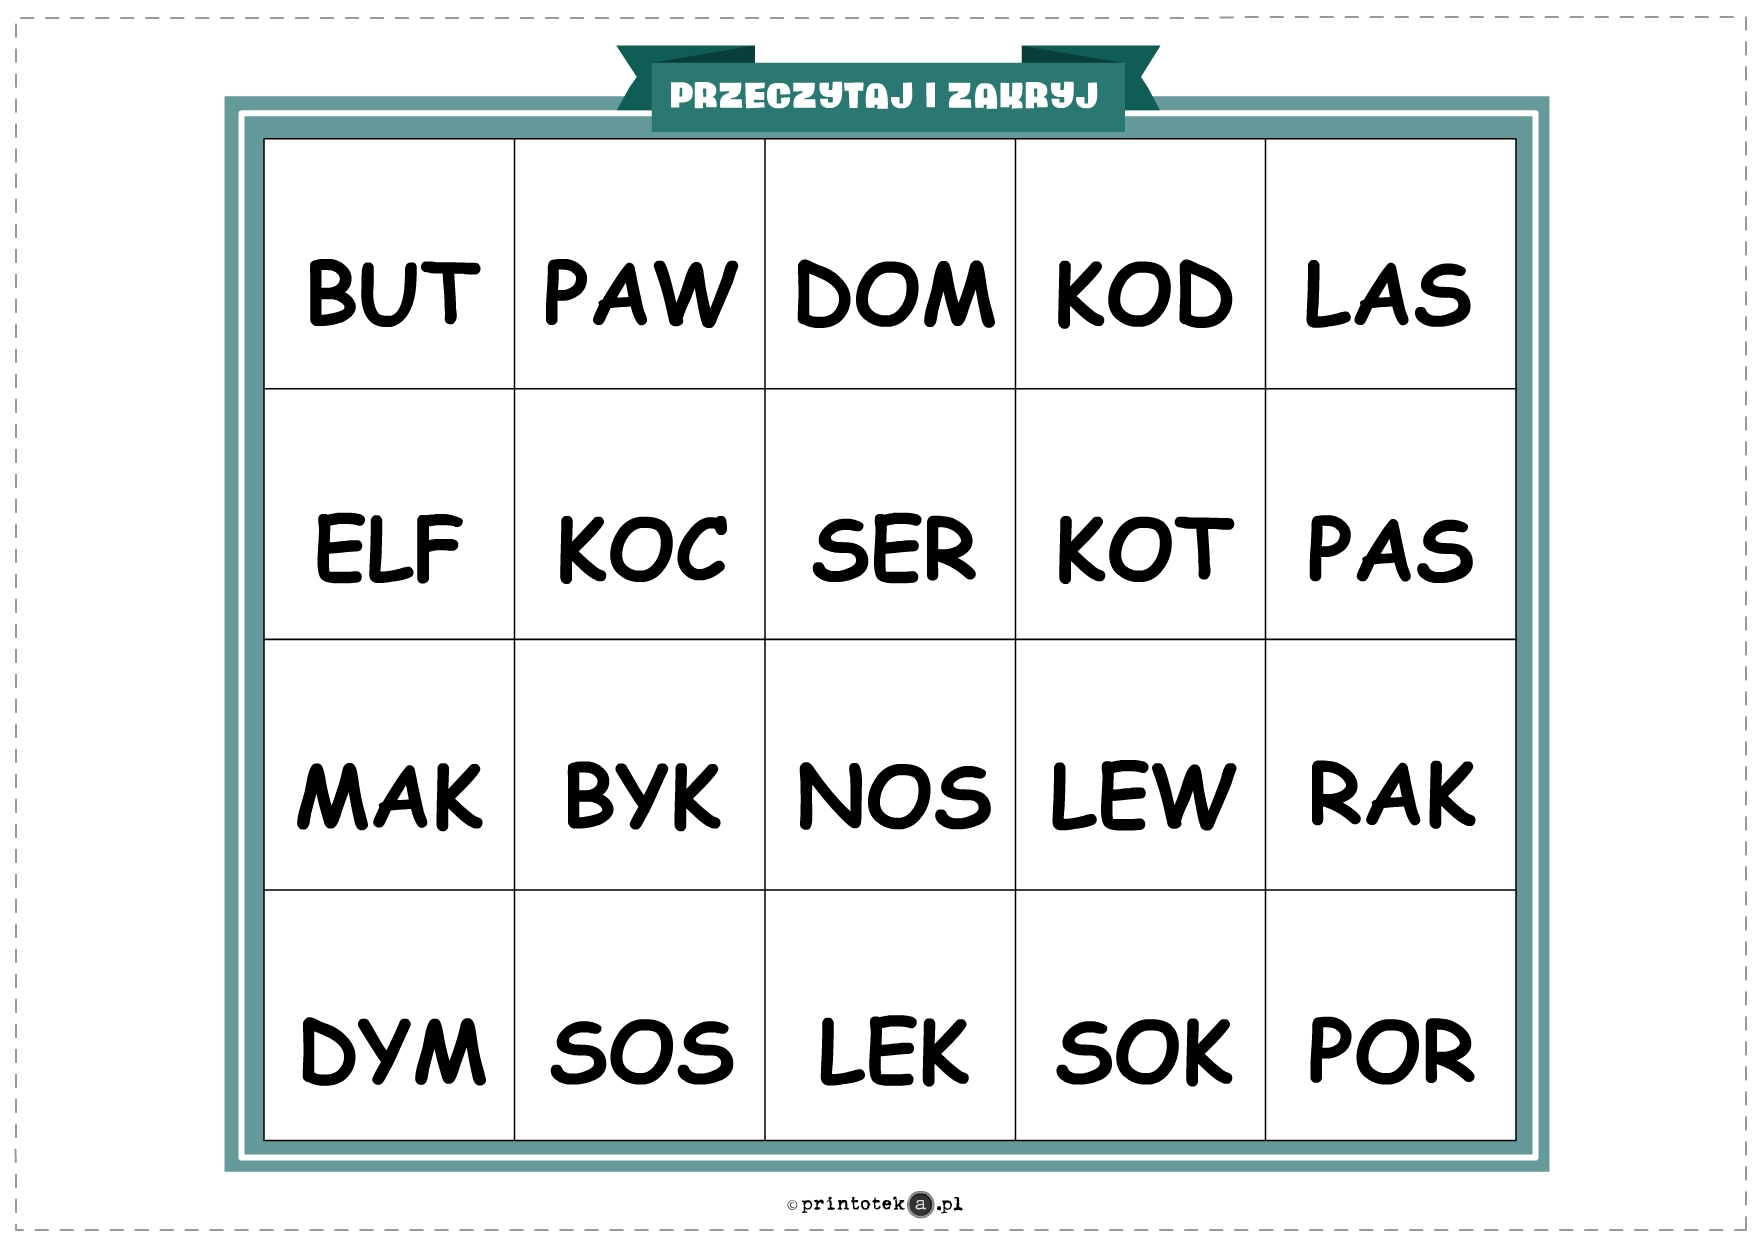 PRZECZYTAJ I ZAKRYJ
BUT PAW DOM KOD LAS
ELF KOC SER KOT PAS
MAK BYK NOS LEW RAK
DYM SOS LEK SOK POR
© printoteka.pl